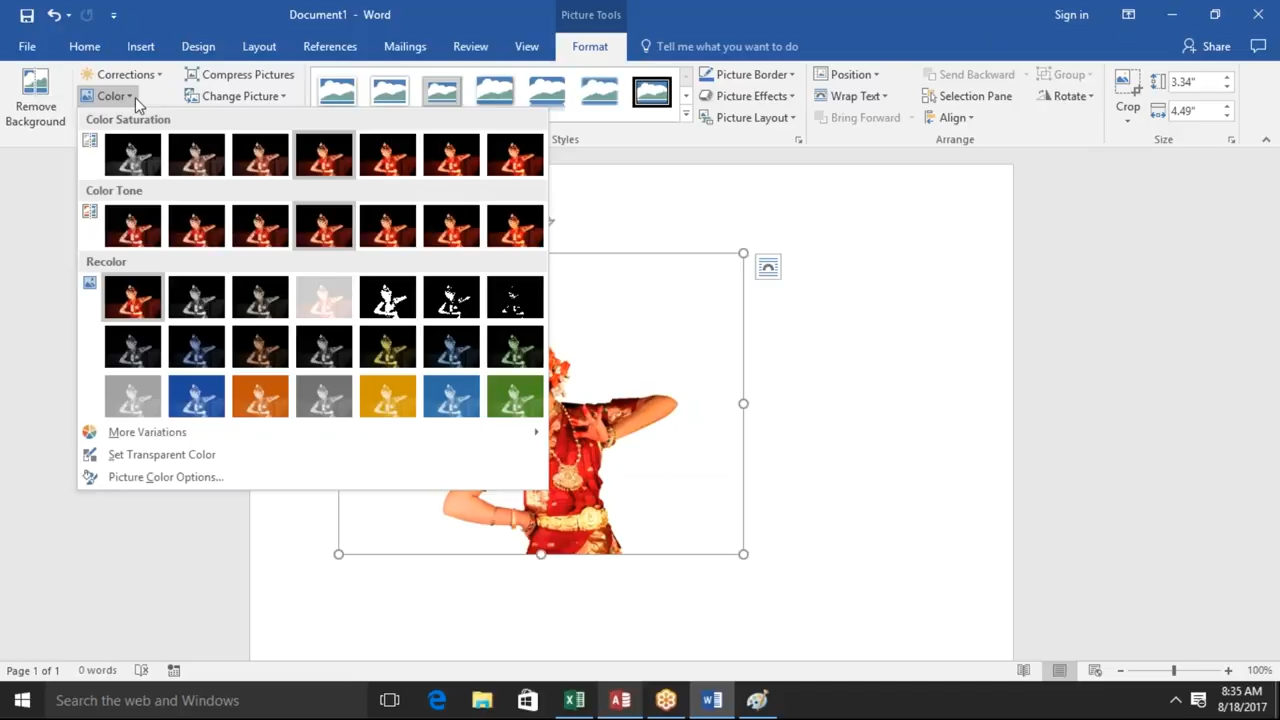 Document1 - Word
Picture Tools
Sign in
File
Home
Insert
Design
Layout
References
Mailings
Review
View
Format
Tell me what you want to do
Share
Remove Background
Corrections
Color
Compress Pictures
Change Picture
Styles
Picture Border
Picture Effects
Picture Layout
Position
Wrap Text
Bring Forward
Send Backward
Selection Pane
Align
Group
Rotate
Arrange
Crop
3.34"
4.49"
Size
Color Saturation
Color Tone
Recolor
More Variations
Set Transparent Color
Picture Color Options...
Page 1 of 1
0 words
100%
Search the web and Windows
8:35 AM
8/18/2017